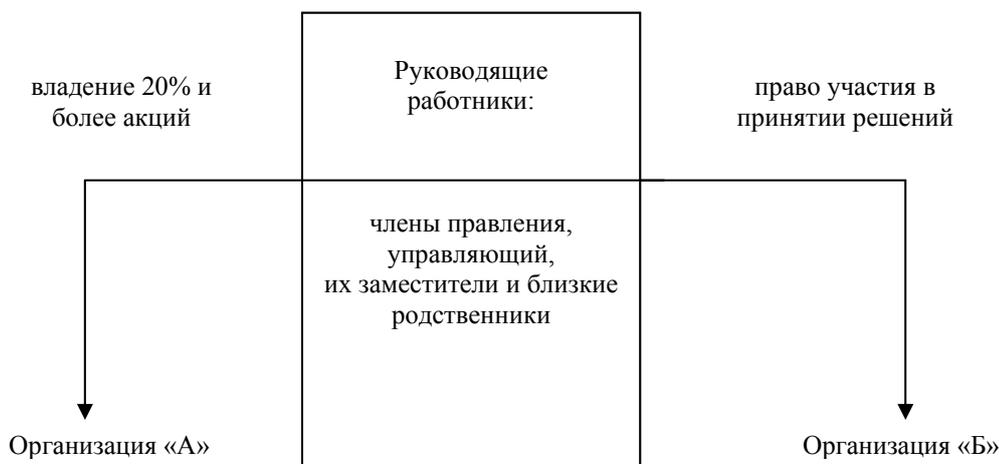 владение 20% и
более акций
Руководящие
работники:
право участия в
принятии решений
члены правления,
управляющий,
их заместители и близкие
родственники
Организация «А»
Организация «Б»